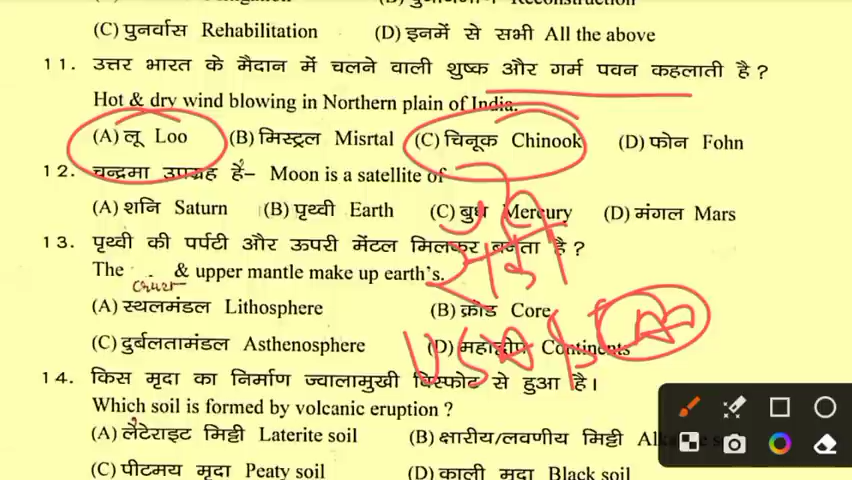 (C) पुनर्वास Rehabilitation (D) इनमें से सभी All the above
11. उत्तर भारत के मैदान में चलने वाली शुष्क और गर्म पवन कहलाती है ?
Hot & dry wind blowing in Northern plain of India.
(A) लू Loo (B) मिस्ट्रल Misrtal (C) चिनूक Chinook (D) फोन Fohn
12. चन्द्रमा उपग्रह है– Moon is a satellite of
(A) शनि Saturn (B) पृथ्वी Earth (C) बुध Mercury (D) मंगल Mars
13. पृथ्वी की पर्पटी और ऊपरी मेंटल मिलकर बनता है ?
The crust & upper mantle make up earth's.
(A) स्थलमंडल Lithosphere (B) क्रोड Core
(C) दुर्बलतामंडल Asthenosphere (D) महाद्वीप Continents
USA
14. किस मृदा का निर्माण ज्वालामुखी विस्फोट से हुआ है।
Which soil is formed by volcanic eruption ?
(A) लैटेराइट मिट्टी Laterite soil (B) क्षारीय/लवणीय मिट्टी
(C) पीटमय मृदा Peaty soil (D) काली मृदा Black soil